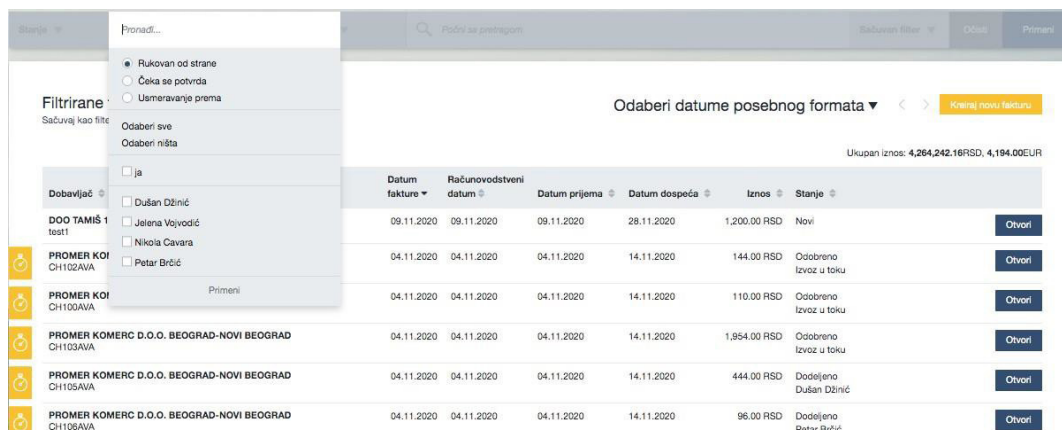 Stanje
Pronađi...
Počni sa pretragom
Sačuvan filter
Očisti
Primeni
Rukovan od strane
Čeka se potvrda
Usmeravanje prema
Odaberi sve
Odaberi ništa
ja
Dušan Džinić
Jelena Vojvodić
Nikola Cavara
Petar Brčić
Primeni
Filtrirane
Sačuvaj kao filte
Odaberi datume posebnog formata
Kreiraj novu fakturu
Ukupan iznos: 4,264,242.16RSD, 4,194.00EUR
Dobavljač Datum fakture Računovodstveni datum Datum prijema Datum dospeća Iznos Stanje
DOO TAMIŠ 1 09.11.2020 09.11.2020 09.11.2020 28.11.2020 1,200.00 RSD Novi Otvori
test1
PROMER KOM 04.11.2020 04.11.2020 04.11.2020 14.11.2020 144.00 RSD Odobreno Otvori
CH102AVA Izvoz u toku
PROMER KOM 04.11.2020 04.11.2020 04.11.2020 14.11.2020 110.00 RSD Odobreno Otvori
CH100AVA Izvoz u toku
PROMER KOMERC D.O.O. BEOGRAD-NOVI BEOGRAD 04.11.2020 04.11.2020 04.11.2020 14.11.2020 1,954.00 RSD Odobreno Otvori
CH103AVA Izvoz u toku
PROMER KOMERC D.O.O. BEOGRAD-NOVI BEOGRAD 04.11.2020 04.11.2020 04.11.2020 14.11.2020 444.00 RSD Dodeljeno Otvori
CH105AVA Dušan Džinić
PROMER KOMERC D.O.O. BEOGRAD-NOVI BEOGRAD 04.11.2020 04.11.2020 04.11.2020 14.11.2020 96.00 RSD Dodeljeno Otvori
CH106AVA Petar Brčić